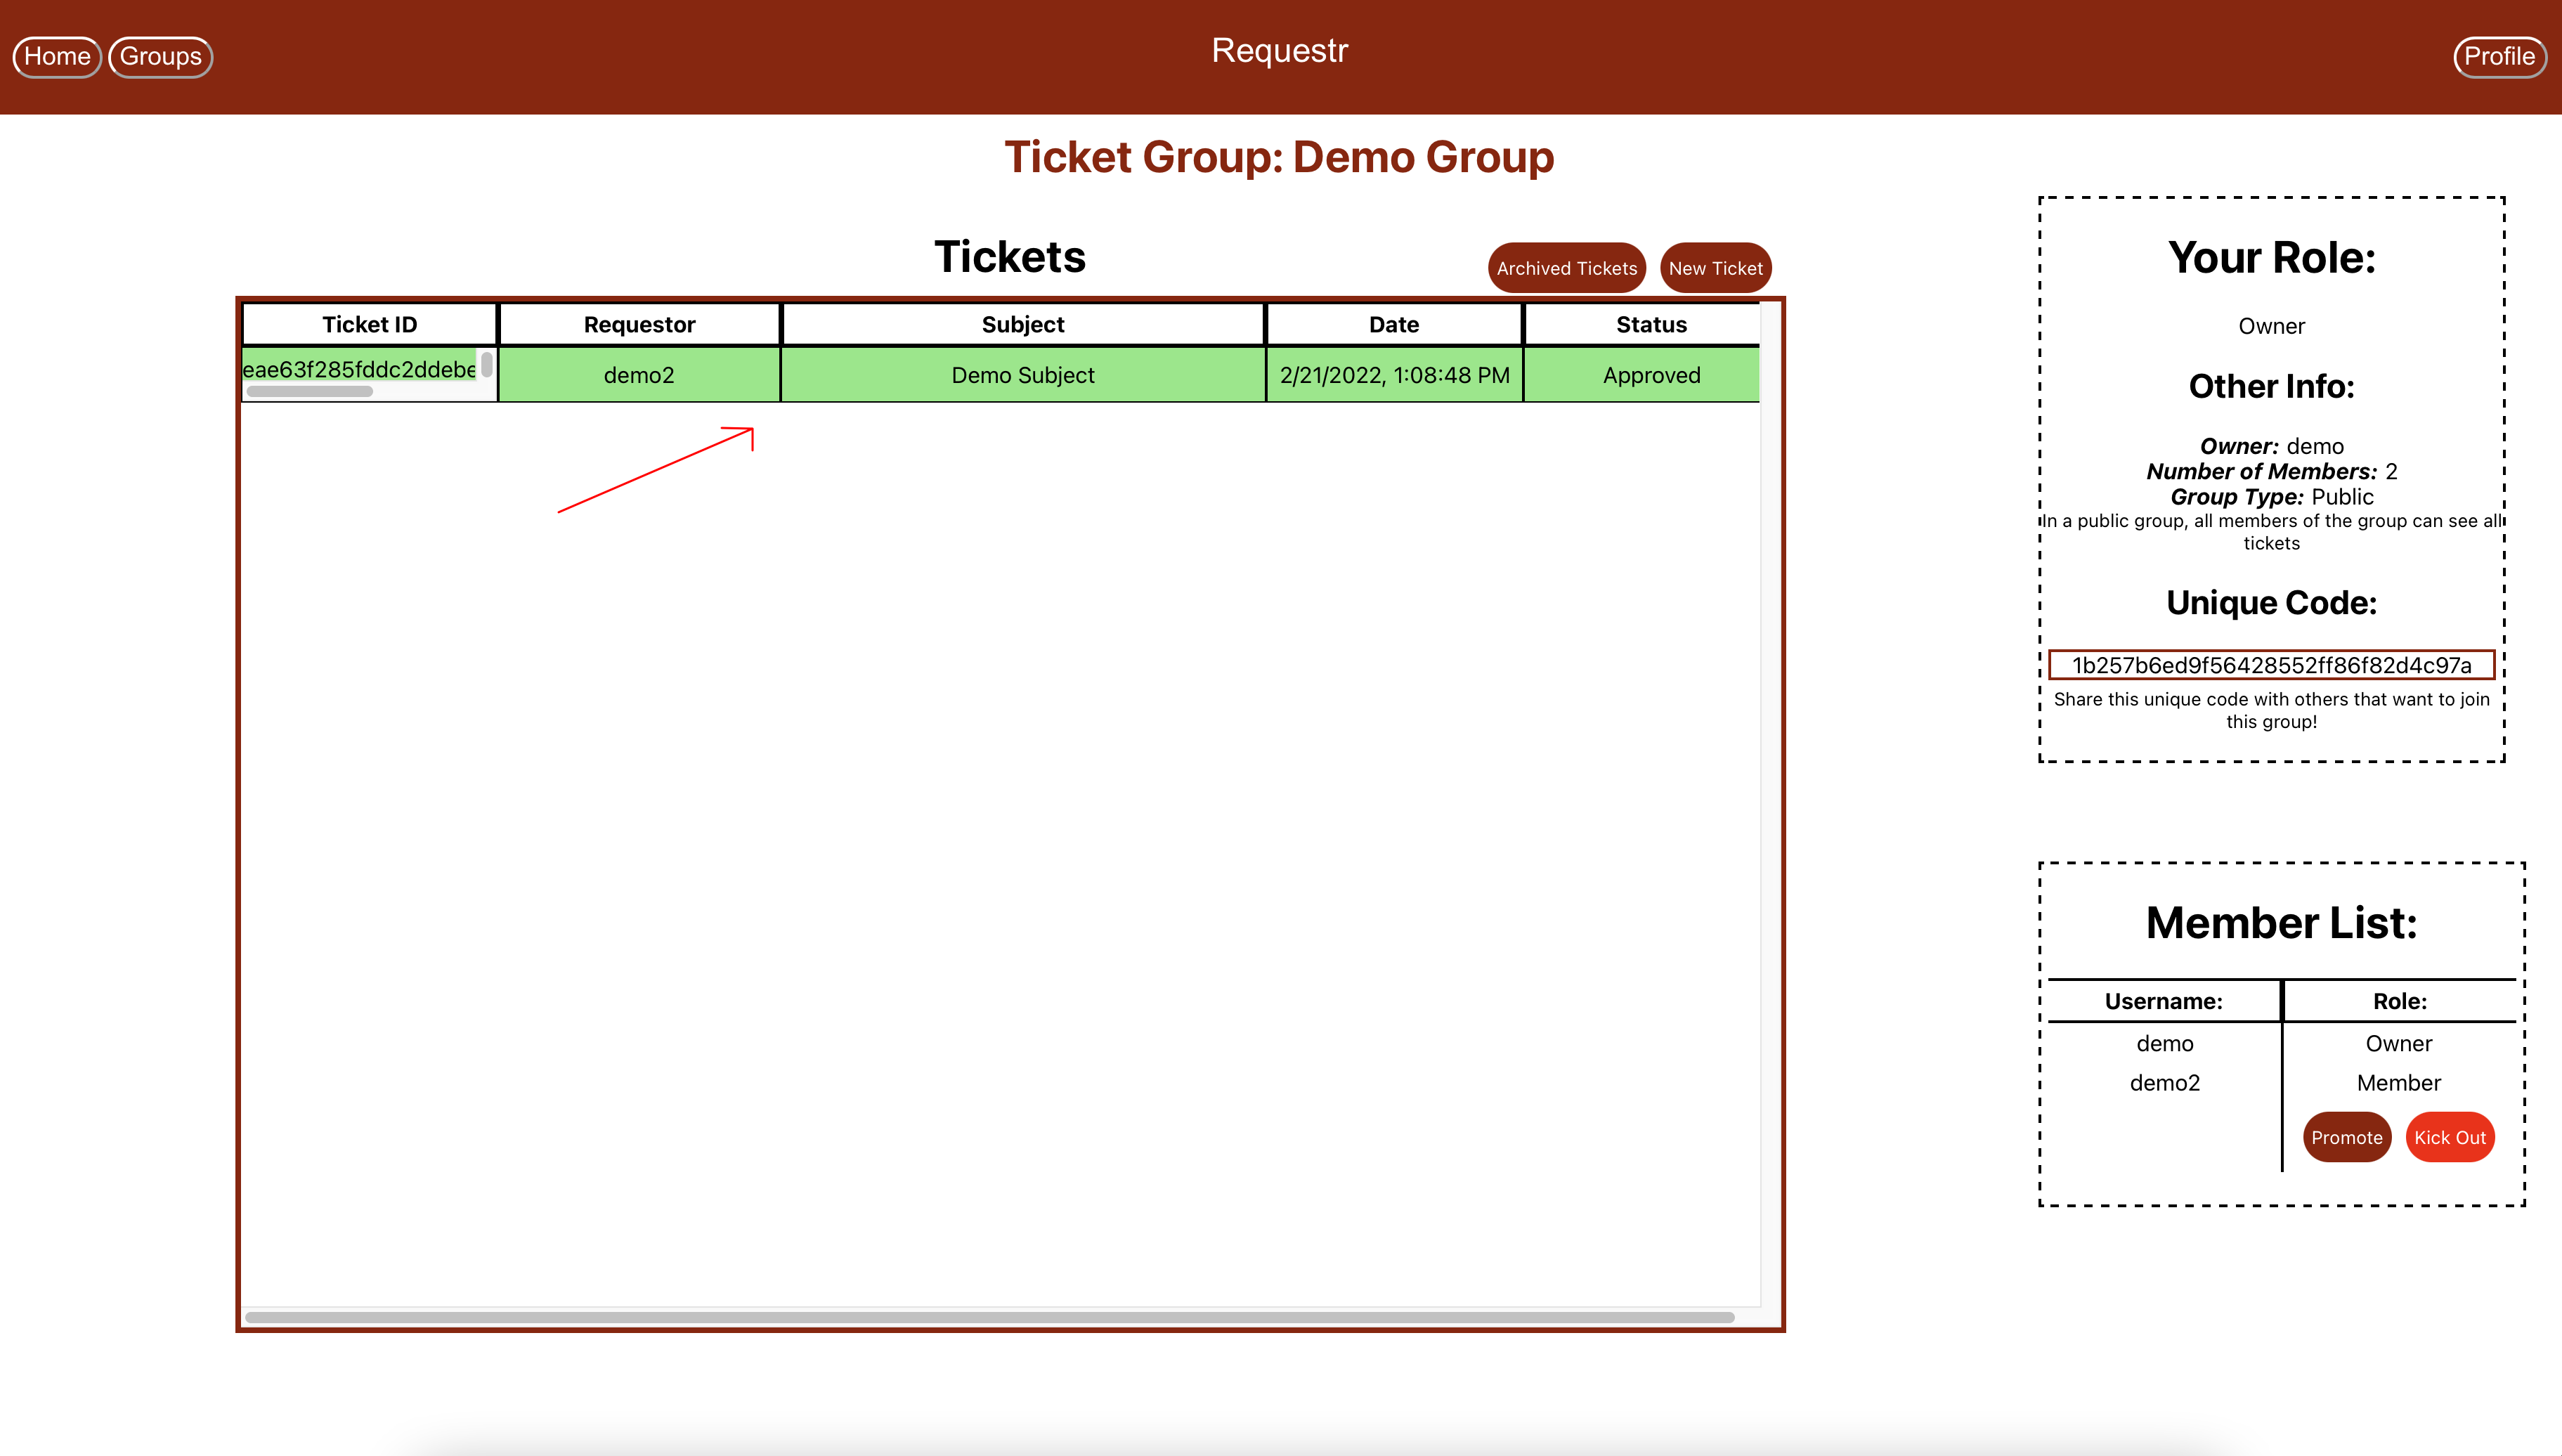 Home Groups Requestr Profile
Ticket Group: Demo Group
Tickets
Archived Tickets New Ticket
Ticket ID Requestor Subject Date Status
eae63f285fddc2ddebe demo2 Demo Subject 2/21/2022, 1:08:48 PM Approved
Your Role:
Owner
Other Info:
Owner: demo
Number of Members: 2
Group Type: Public
In a public group, all members of the group can see all
tickets
Unique Code:
1b257b6ed9f56428552ff86f82d4c97a
Share this unique code with others that want to join
this group!
Member List:
Username: Role:
demo Owner
demo2 Member
Promote Kick Out